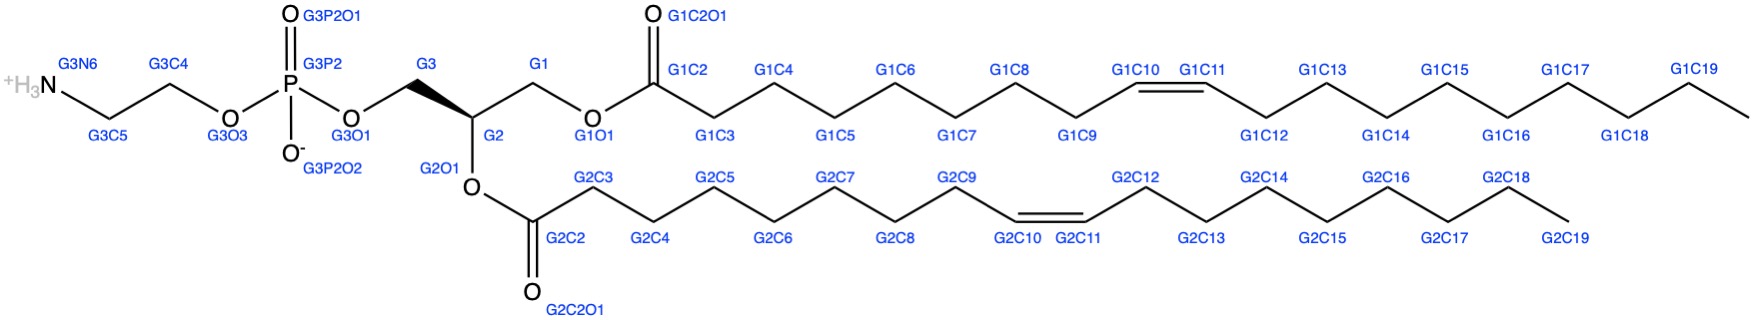 O G3P2O1 O G1C2O1
G3N6 G3C4 G3P2 G3 G1 G1C2 G1C4 G1C6 G1C8 G1C10 G1C11 G1C13 G1C15 G1C17 G1C19
+H3N P
O O O
G3C5 G3O3 G3O1 G2 G1O1 G1C3 G1C5 G1C7 G1C9 G1C12 G1C14 G1C16 G1C18
O- G3P2O2 G2O1 G2C3 G2C5 G2C7 G2C9 G2C12 G2C14 G2C16 G2C18
O
G2C2 G2C4 G2C6 G2C8 G2C10 G2C11 G2C13 G2C15 G2C17 G2C19
O G2C2O1